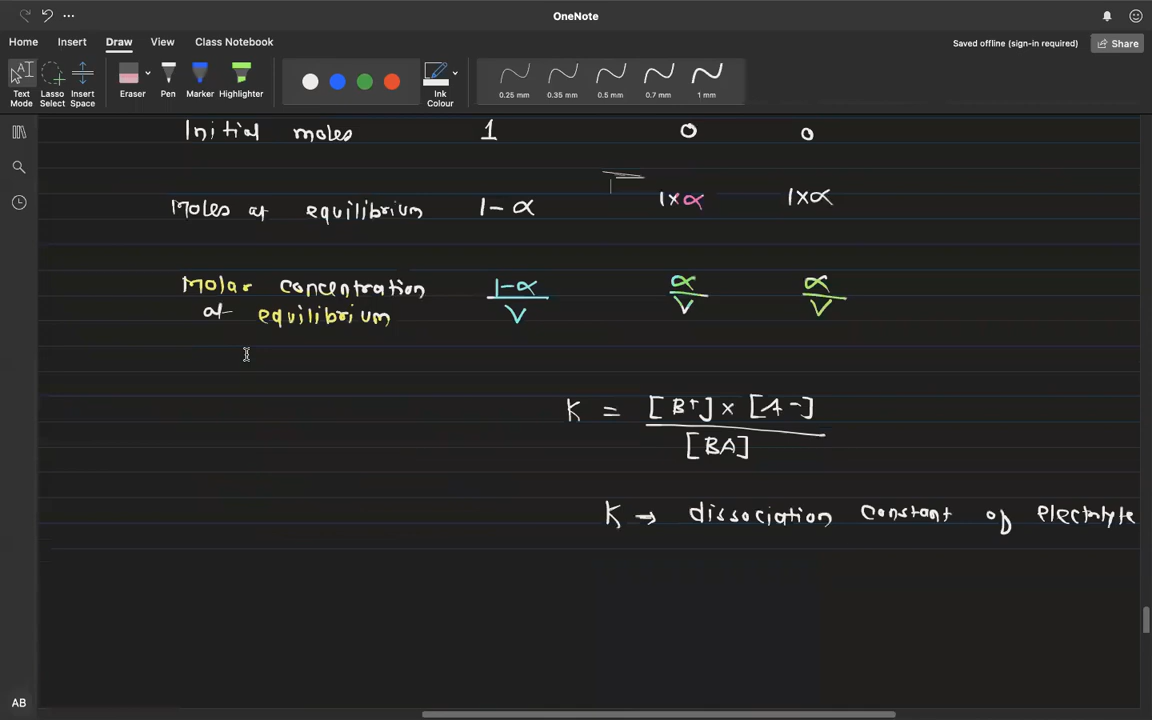 OneNote
Home Insert Draw View Class Notebook
Saved offline (sign-in required) Share
Text Mode Lasso Select Insert Space Eraser Pen Marker Highlighter Ink Colour 0.25 mm 0.35 mm 0.5 mm 0.7 mm 1 mm
Initial moles 1 0 0
Moles at equilibrium 1-α 1×α 1×α
Molar concentration 1-α/V α/V α/V
at equilibrium
K = [B+] × [A-]
[BA]
K → dissociation constant of electrolyte
AB